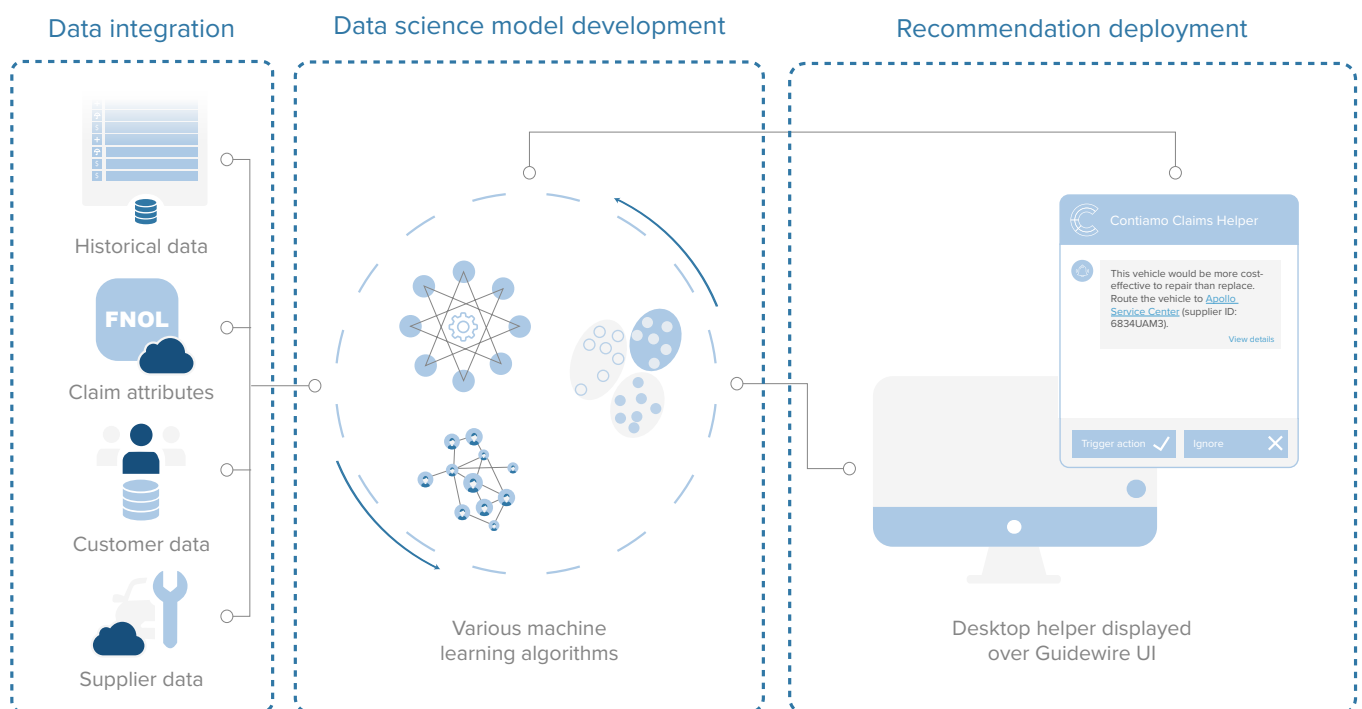 Data integration
Data science model development
Recommendation deployment
Historical data
FNOL
Claim attributes
Customer data
Supplier data
Various machine
learning algorithms
Contiamo Claims Helper
This vehicle would be more cost-
effective to repair than replace.
Route the vehicle to Apollo
Service Center (supplier ID:
6834UAM3).
View details
Trigger action
Ignore
Desktop helper displayed
over Guidewire UI